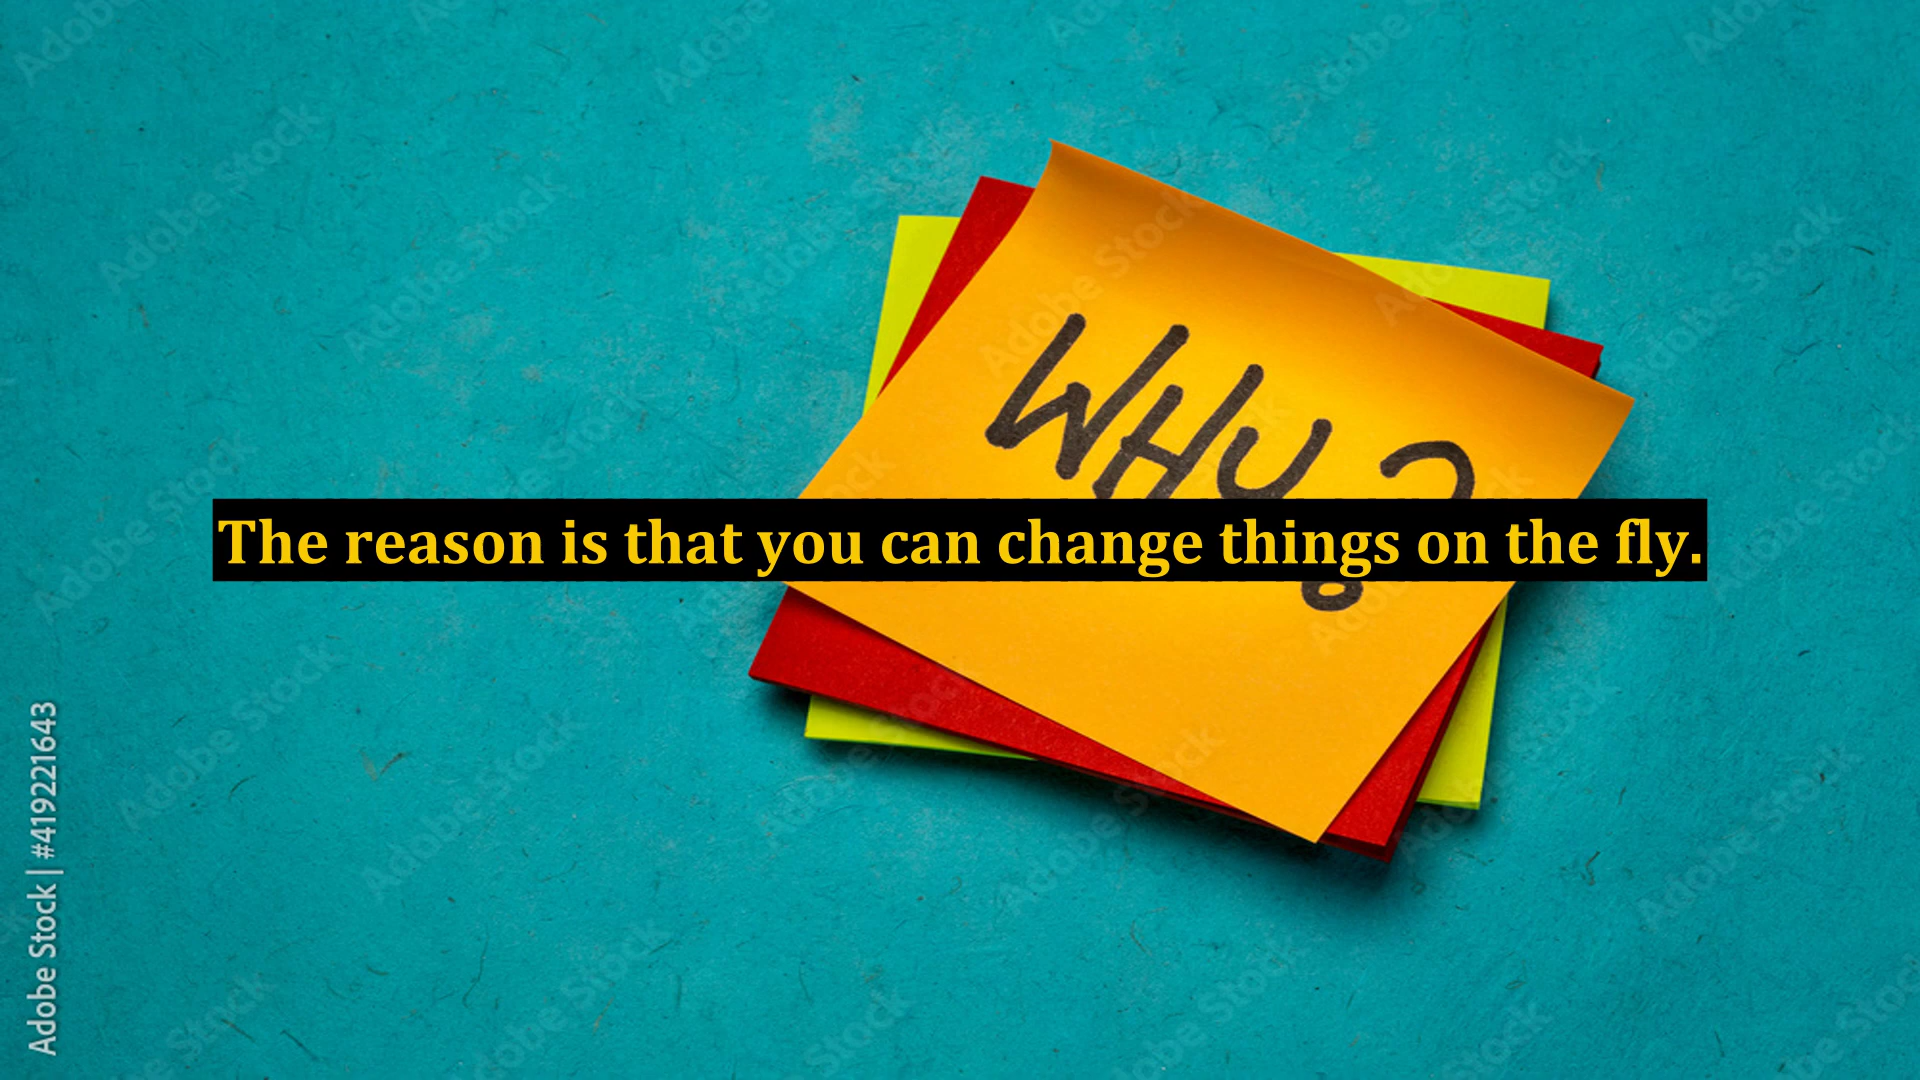 WHY?
The reason is that you can change things on the fly.
Adobe Stock | #419221643